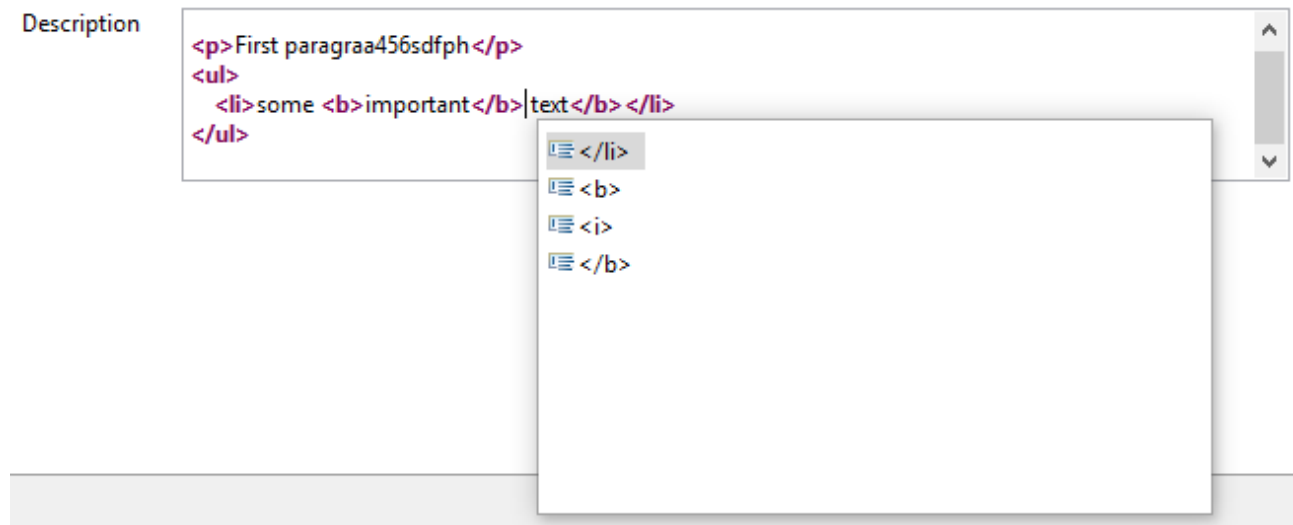 Description
<p>First paragraa456sdfph</p>
<ul>
<li>some <b>important</b> text</b> </li>
</ul>
</li>
<b>
<i>
</b>